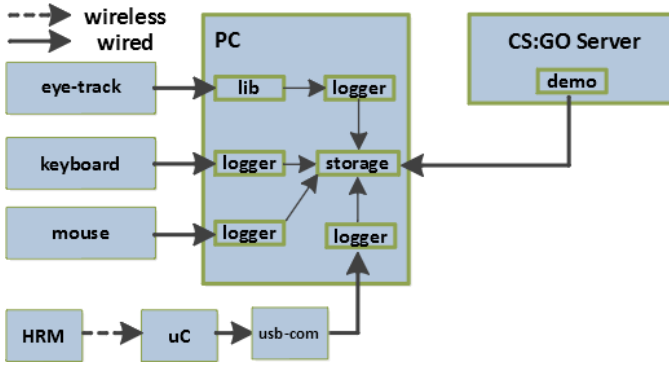 wireless
wired
PC
CS:GO Server
eye-track
lib
logger
demo
keyboard
logger
storage
mouse
logger
logger
HRM
uC
usb-com